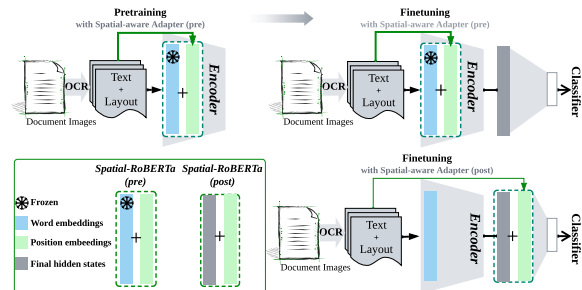 Pretraining
with Spatial-aware Adapter (pre)
OCR
Text
+
Layout
+
Encoder
Document Images
Finetuning
with Spatial-aware Adapter (pre)
OCR
Text
+
Layout
+
Encoder
Classifier
Document Images
Spatial-RoBERTa
(pre)
Spatial-RoBERTa
(post)
Frozen
Word embeddings
Position embeddings
Final hidden states
+
+
Finetuning
with Spatial-aware Adapter (post)
OCR
Text
+
Layout
Encoder
+
Classifier
Document Images